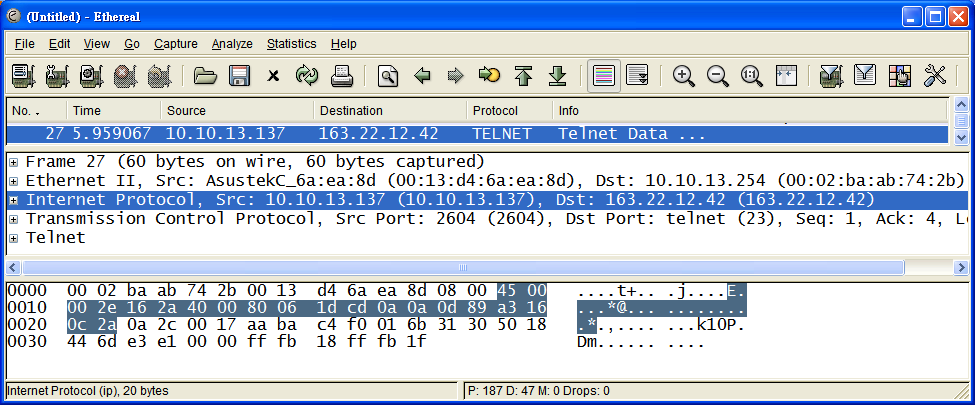 (Untitled) - Ethereal
File Edit View Go Capture Analyze Statistics Help
No. Time Source Destination Protocol Info
27 5.959067 10.10.13.137 163.22.12.42 TELNET Telnet Data ...
Frame 27 (60 bytes on wire, 60 bytes captured)
Ethernet II, Src: AsustekC_6a:ea:8d (00:13:d4:6a:ea:8d), Dst: 10.10.13.254 (00:02:ba:ab:74:2b)
Internet Protocol, Src: 10.10.13.137 (10.10.13.137), Dst: 163.22.12.42 (163.22.12.42)
Transmission Control Protocol, Src Port: 2604 (2604), Dst Port: telnet (23), Seq: 1, Ack: 4, L
Telnet
0000 00 02 ba ab 74 2b 00 13 d4 6a ea 8d 08 00 45 00 ....t+.. .j....E.
0010 00 2e 16 2a 40 00 80 06 1d cd 0a 0a 0d 89 a3 16 ...*@... ........
0020 0c 2a 0a 2c 00 17 aa ba c4 f0 01 6b 31 30 50 18 .*.,.... ...k10P.
0030 44 6d e3 e1 00 00 ff fb 18 ff fb 1f Dm...... ....
Internet Protocol (ip), 20 bytes P: 187 D: 47 M: 0 Drops: 0